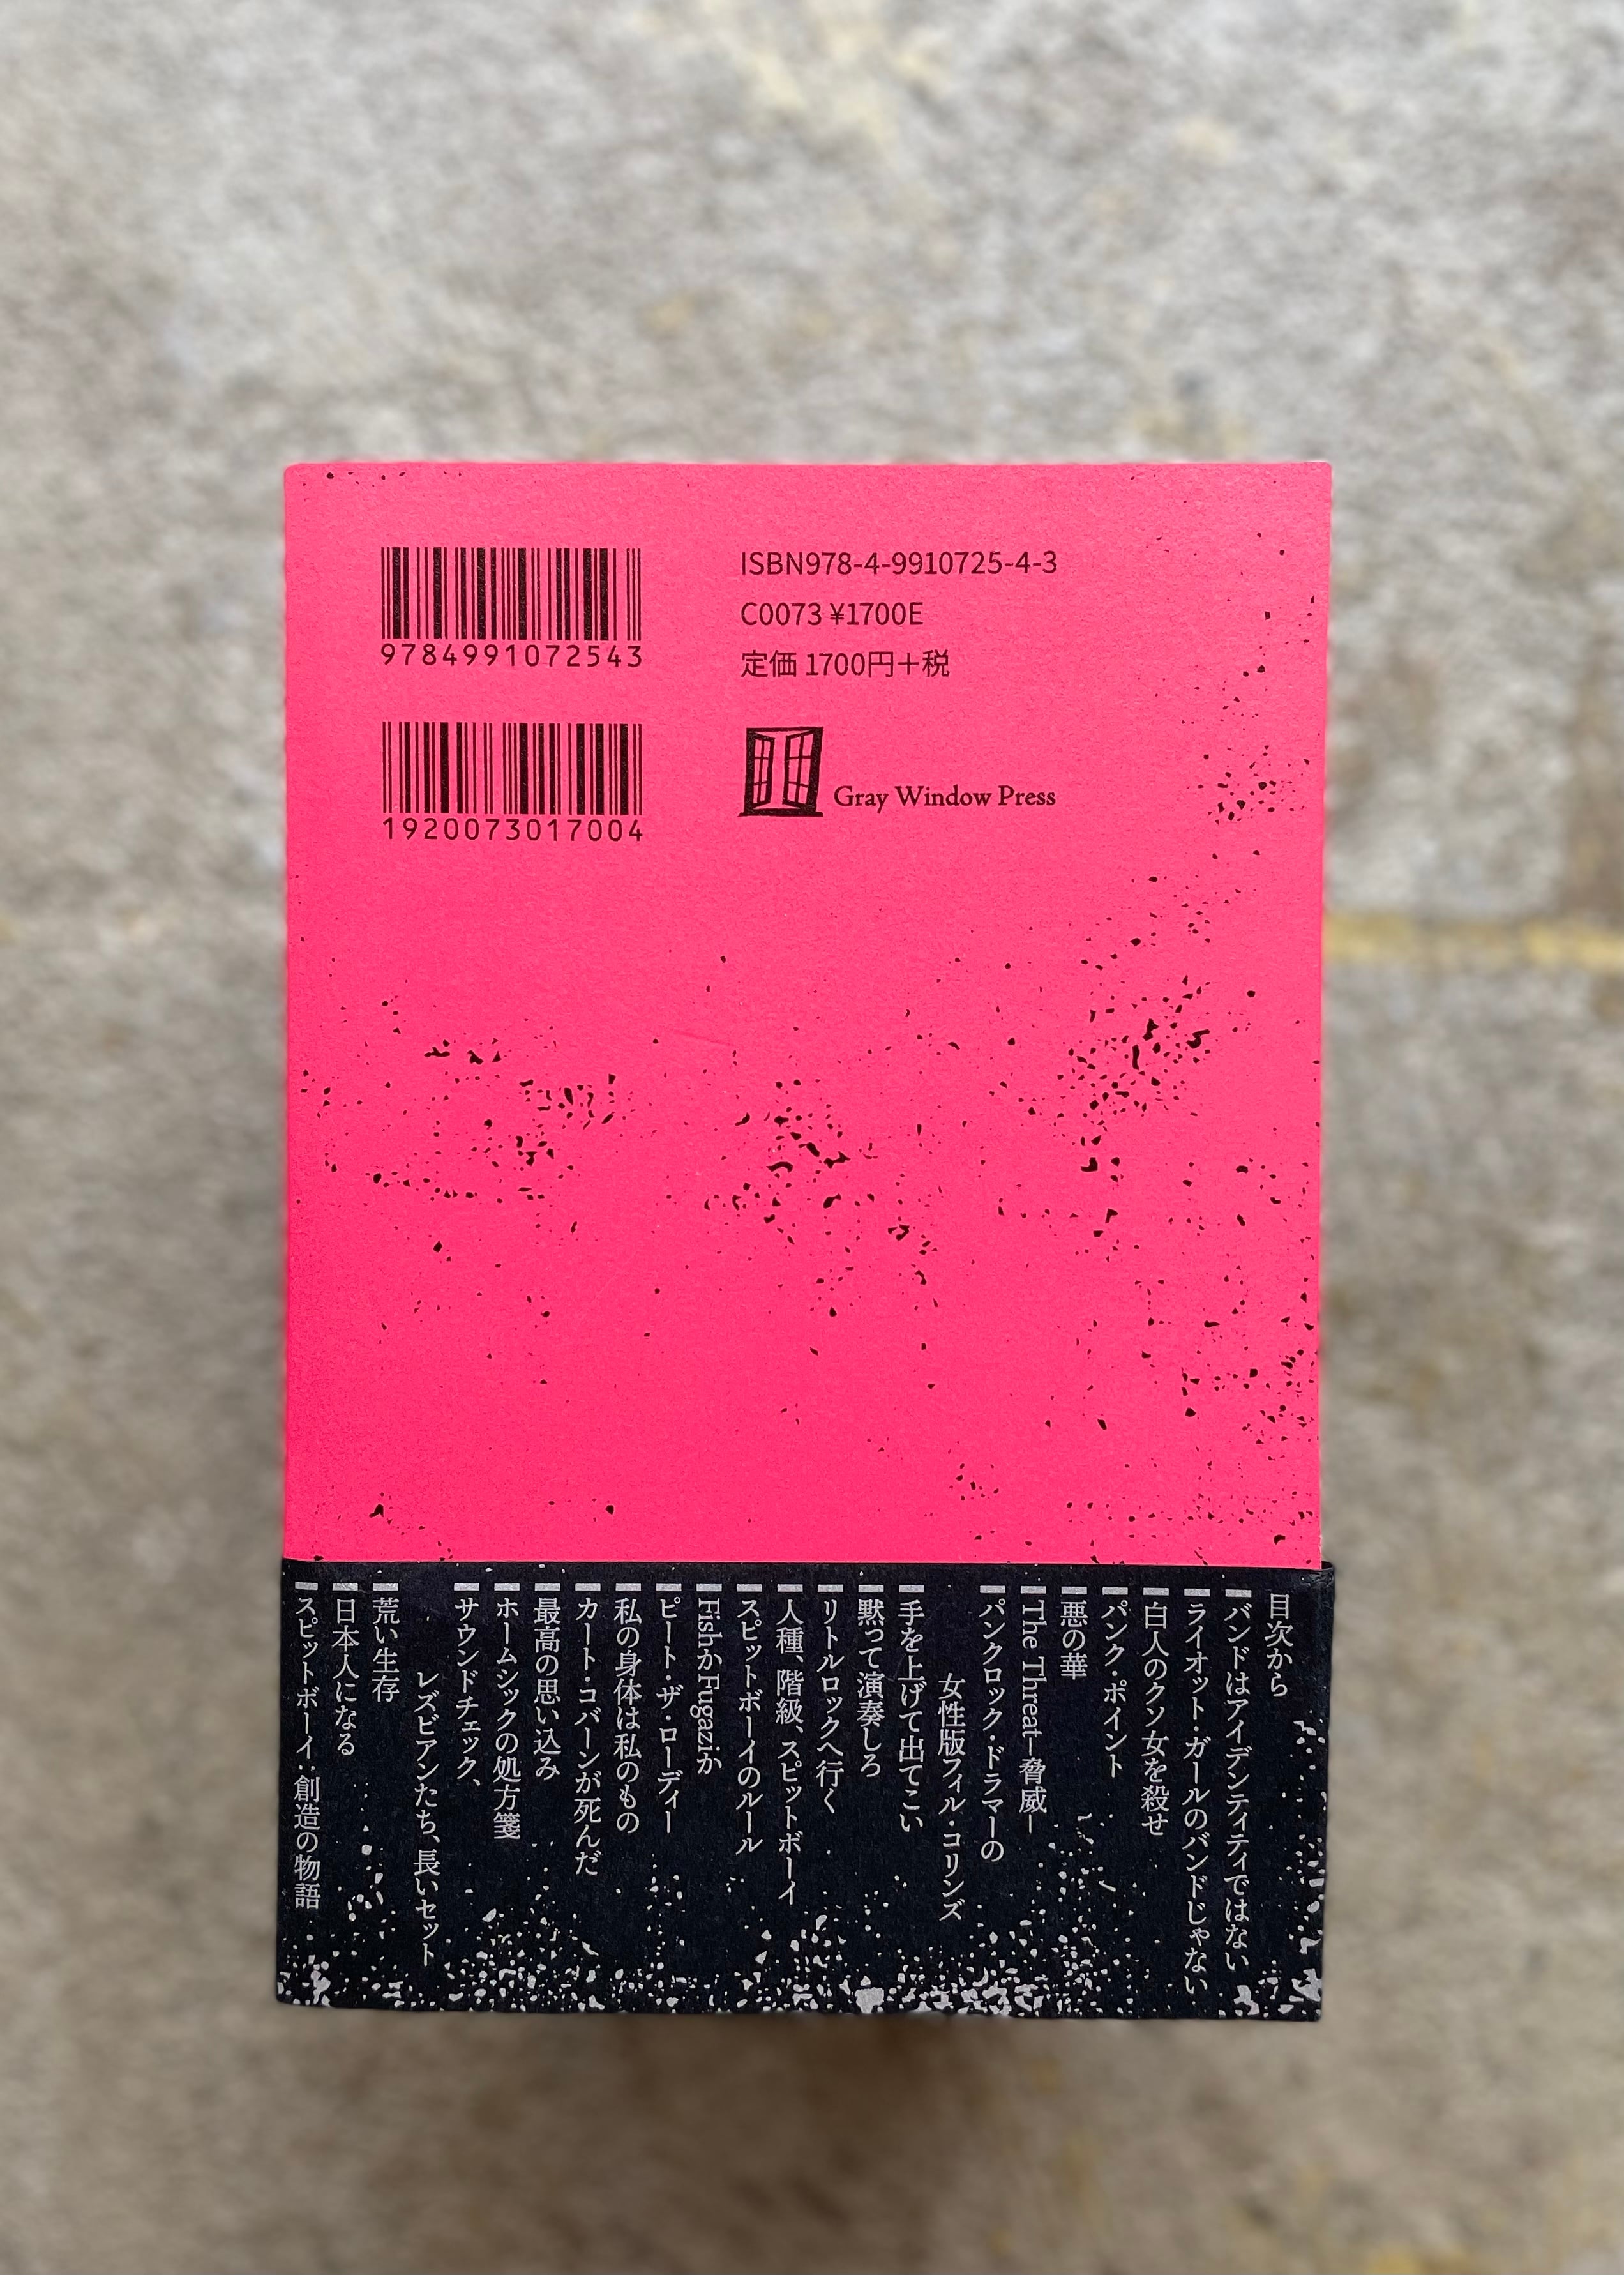 9784991072543
1920073017004
ISBN978-4-9910725-4-3
C0073 ¥1700E
定価 1700円+税
Gray Window Press
目次から
バンドはアイデンティティではない
ライオット・ガールのバンドじゃない
白人のクソ女を殺せ
パンク・ポイント
悪の華
The Threat—脅威—
パンクロック・ドラマーの
女性版フィル・コリンズ
手を上げて出てこい
黙って演奏しろ
リトルロックへ行く
人種、階級、スピットボーイ
スピットボーイのルール
FishかFugaziか
ピート・ザ・ローディー
私の身体は私のもの
カート・コバーンが死んだ
最高の思い込み
ホームシックの処方箋
サウンドチェック、
レズビアンたち、長いセット
荒い生存
日本人になる
スピットボーイ:創造の物語